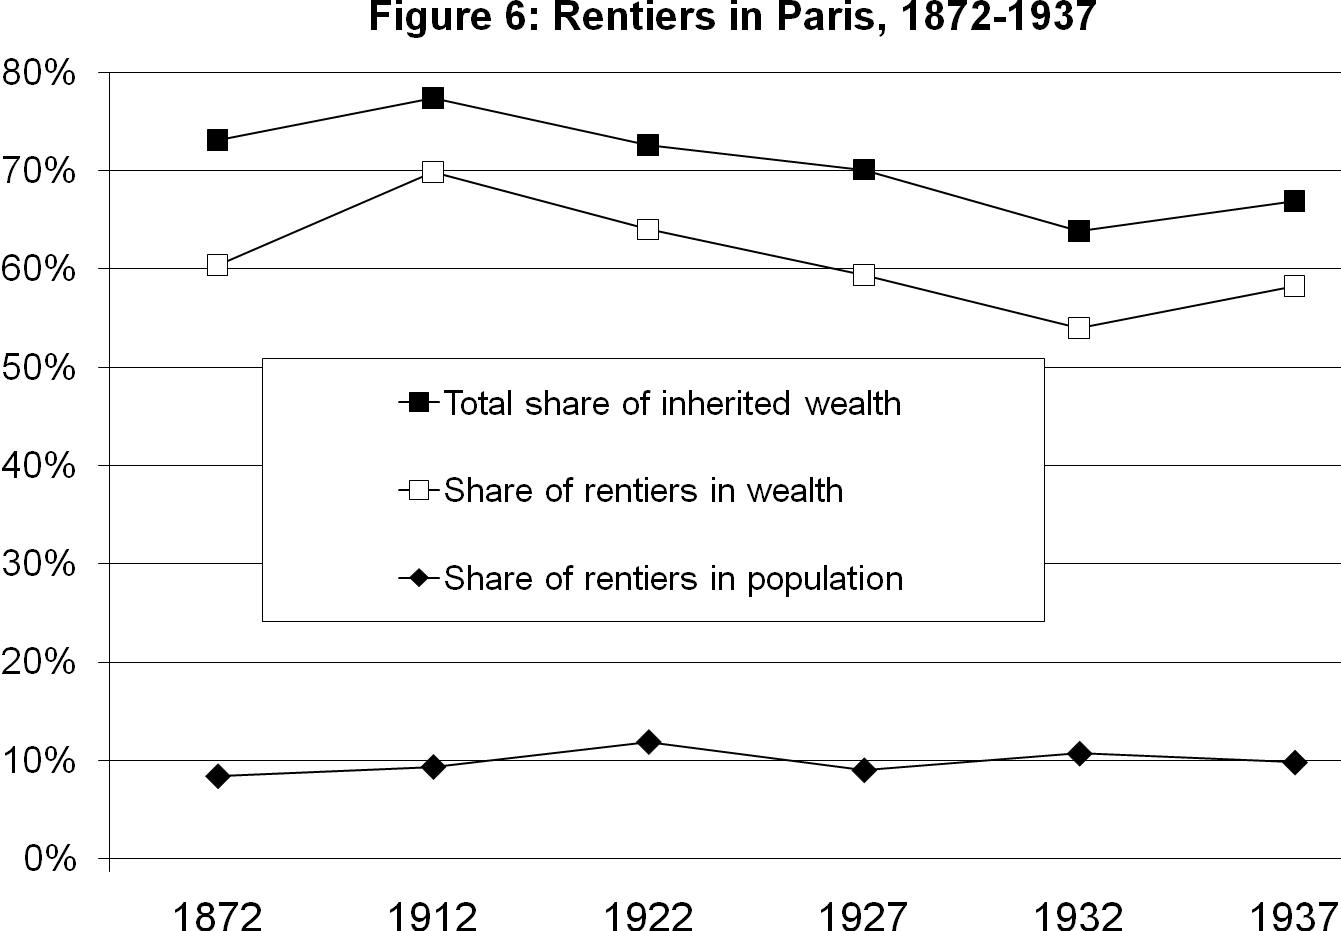 Figure 6: Rentiers in Paris, 1872-1937
80%
70%
60%
50%
40%
30%
20%
10%
0%
Total share of inherited wealth
Share of rentiers in wealth
Share of rentiers in population
1872 1912 1922 1927 1932 1937